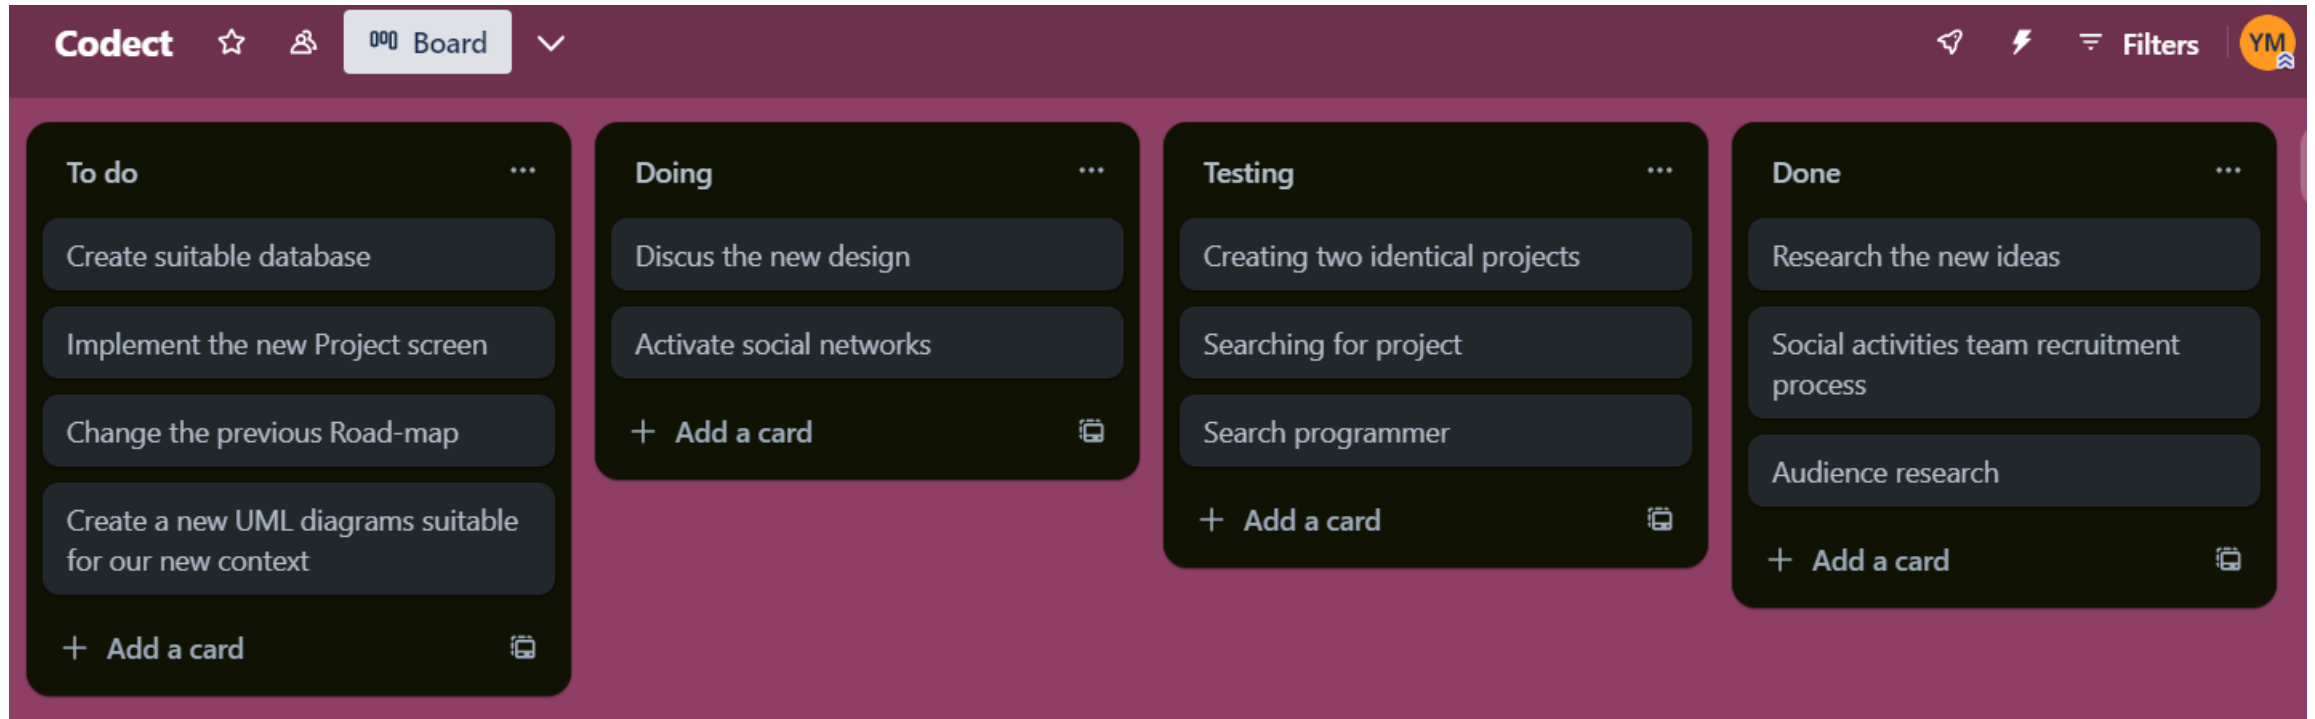 Codect
Board
Filters
YM
To do
Create suitable database
Implement the new Project screen
Change the previous Road-map
Create a new UML diagrams suitable
for our new context
+ Add a card
Doing
Discus the new design
Activate social networks
+ Add a card
Testing
Creating two identical projects
Searching for project
Search programmer
+ Add a card
Done
Research the new ideas
Social activities team recruitment
process
Audience research
+ Add a card